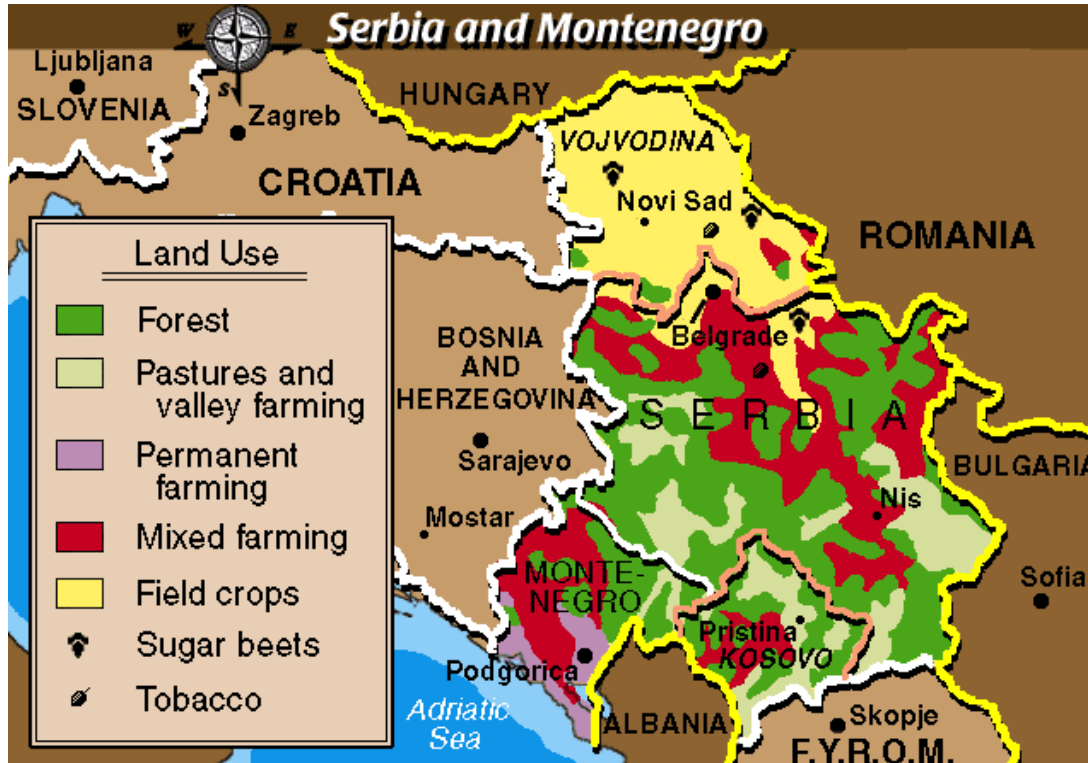 Serbia and Montenegro
W E
S
Ljubljana
SLOVENIA
HUNGARY
Zagreb
VOJVODINA
CROATIA
Novi Sad
ROMANIA
Land Use
Forest
Pastures and
valley farming
Permanent
farming
Mixed farming
Field crops
Sugar beets
Tobacco
BOSNIA
AND
HERZEGOVINA
Belgrade
SERBIA
Sarajevo
BULGARIA
Nis
Mostar
MONTE-
NEGRO
Sofia
Pristina
KOSOVO
Podgorica
Adriatic
Sea
ALBANIA
Skopje
F.Y.R.O.M.